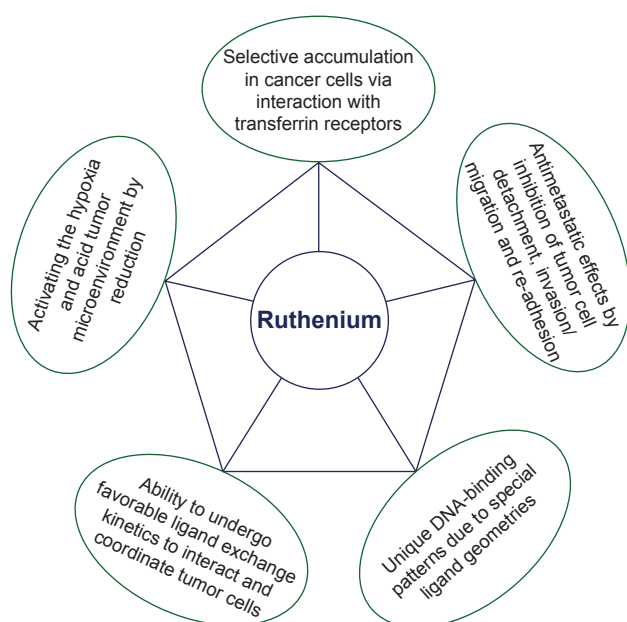 Selective accumulation
in cancer cells via
interaction with
transferrin receptors
Activating the hypoxia
and acid tumor
microenvironment by
reduction
Antimetastatic effects by
inhibition of tumor cell
detachment, invasion/
migration and re-adhesion
Ruthenium
Ability to undergo
favorable ligand exchange
kinetics to interact and
coordinate tumor cells
Unique DNA-binding
patterns due to special
ligand geometries